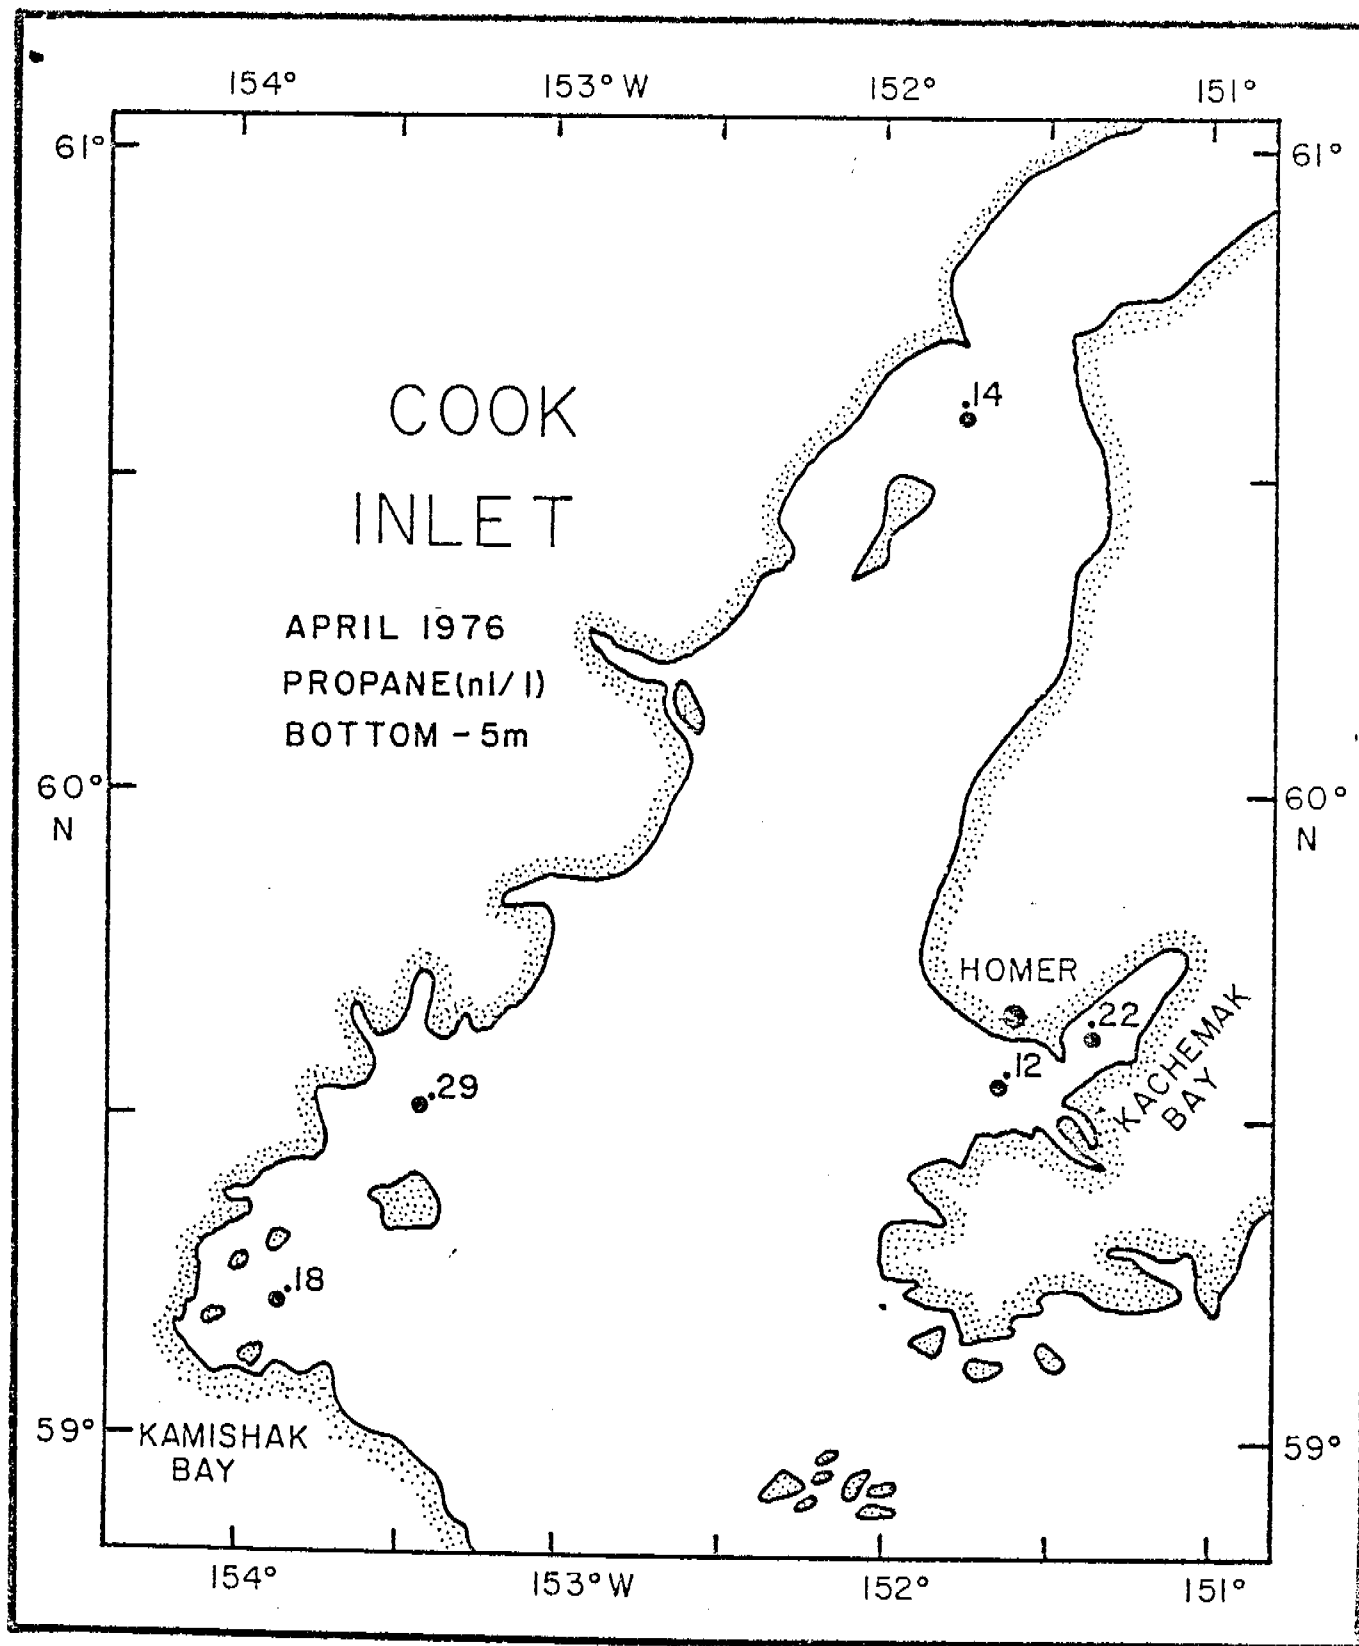 154° 153° W 152° 151°
61° 61°
.14
COOK
INLET
APRIL 1976
PROPANE(nl/l)
BOTTOM - 5m
60° 60°
N N
HOMER
.22
.12
KACHEMAK
BAY
.29
.18
59° 59°
KAMISHAK
BAY
154° 153° W 152° 151°